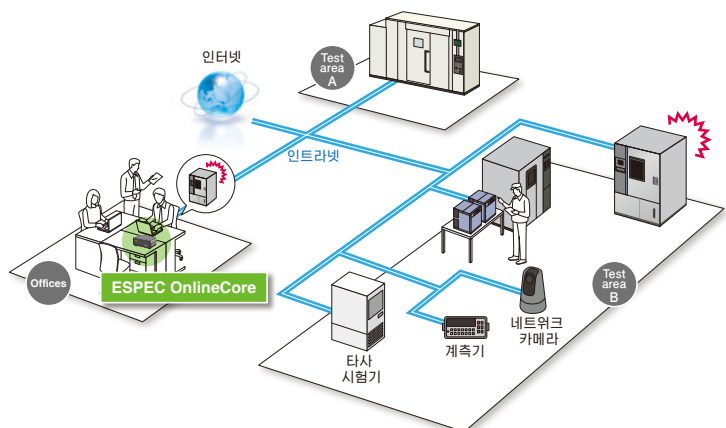 인터넷
Test
area
A
인트라넷
Offices
ESPEC OnlineCore
Test
area
B
네트워크
카메라
계측기
타사
시험기